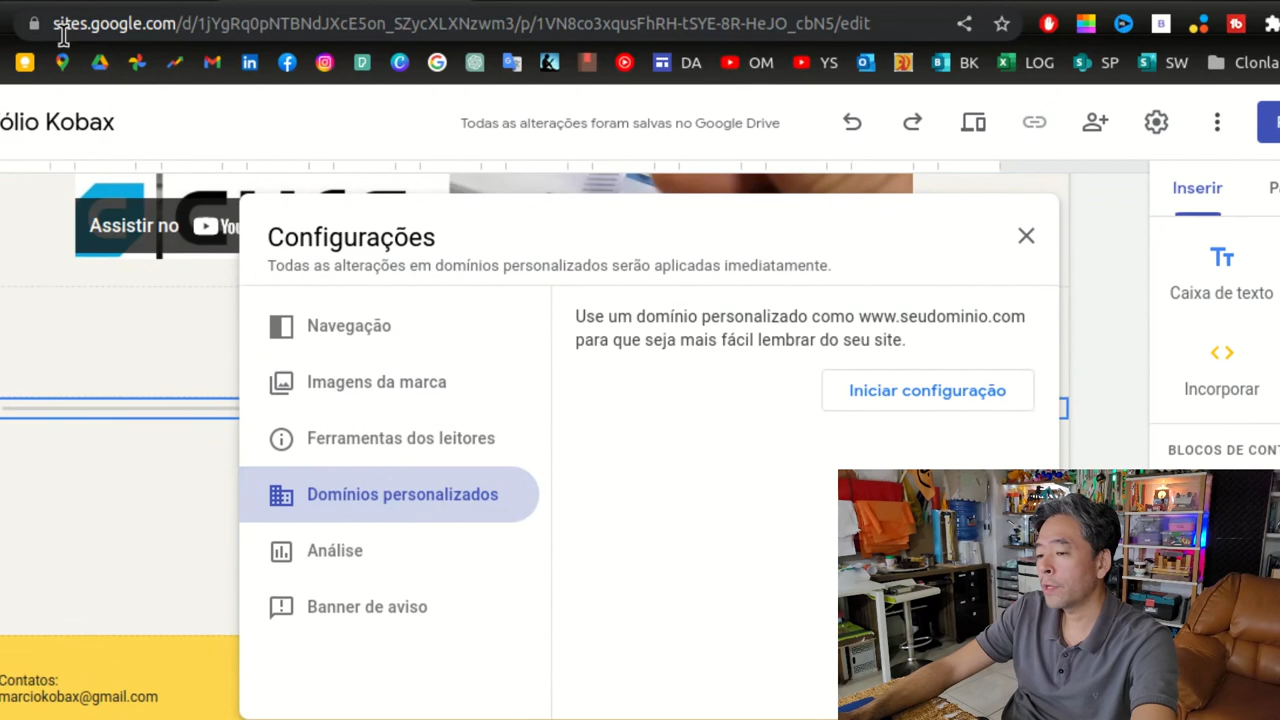 sites.google.com/d/1jYgRq0pNTBNdJXcE5on_SZycXLXNzwm3/p/1VN8co3xqusFhRH-tSYE-8R-HeJO_cbN5/edit
DA
OM
YS
BK
LOG
SP
SW
Clonla
ólio Kobax
Todas as alterações foram salvas no Google Drive
Assistir no
You
Configurações
Todas as alterações em domínios personalizados serão aplicadas imediatamente.
Navegação
Imagens da marca
Ferramentas dos leitores
Domínios personalizados
Análise
Banner de aviso
Use um domínio personalizado como www.seudominio.com
para que seja mais fácil lembrar do seu site.
Iniciar configuração
Inserir
Pá
Tт
Caixa de texto
Incorporar
BLOCOS DE CONT
Contatos:
marciokobax@gmail.com